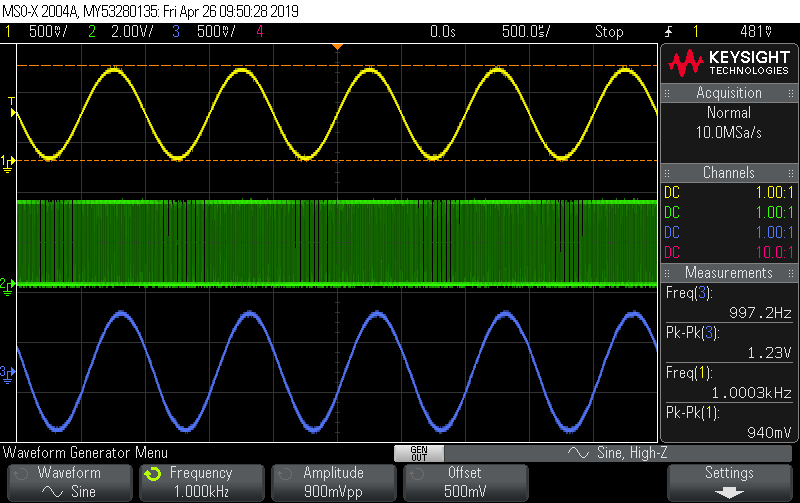 MSO-X 2004A, MY53280135: Fri Apr 26 09:50:28 2019
1 500mV/ 2 2.00V/ 3 500mV/ 4 0.0s 500.0us/ Stop 1 481mV
KEYSIGHT
TECHNOLOGIES
Acquisition
Normal
10.0MSa/s
Channels
DC 1.00:1
DC 1.00:1
DC 1.00:1
DC 10.0:1
Measurements
Freq(3):
997.2Hz
Pk-Pk(3):
1.23V
Freq(1):
1.0003kHz
Pk-Pk(1):
940mV
T
1
2
3
Waveform Generator Menu
GEN
OUT
Sine, High-Z
Waveform
Sine
Frequency
1.000kHz
Amplitude
900mVpp
Offset
500mV
Settings